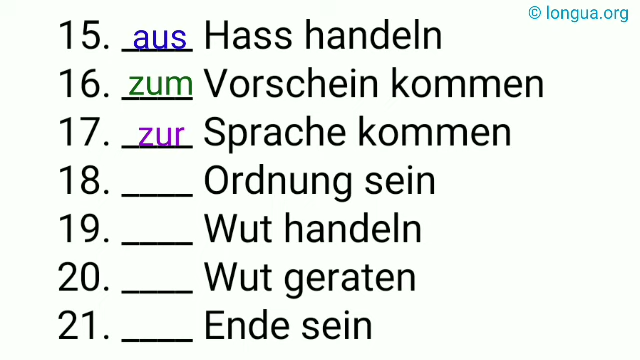 © longua.org
15. aus Hass handeln
16. zum Vorschein kommen
17. zur Sprache kommen
18. ____ Ordnung sein
19. ____ Wut handeln
20. ____ Wut geraten
21. ____ Ende sein